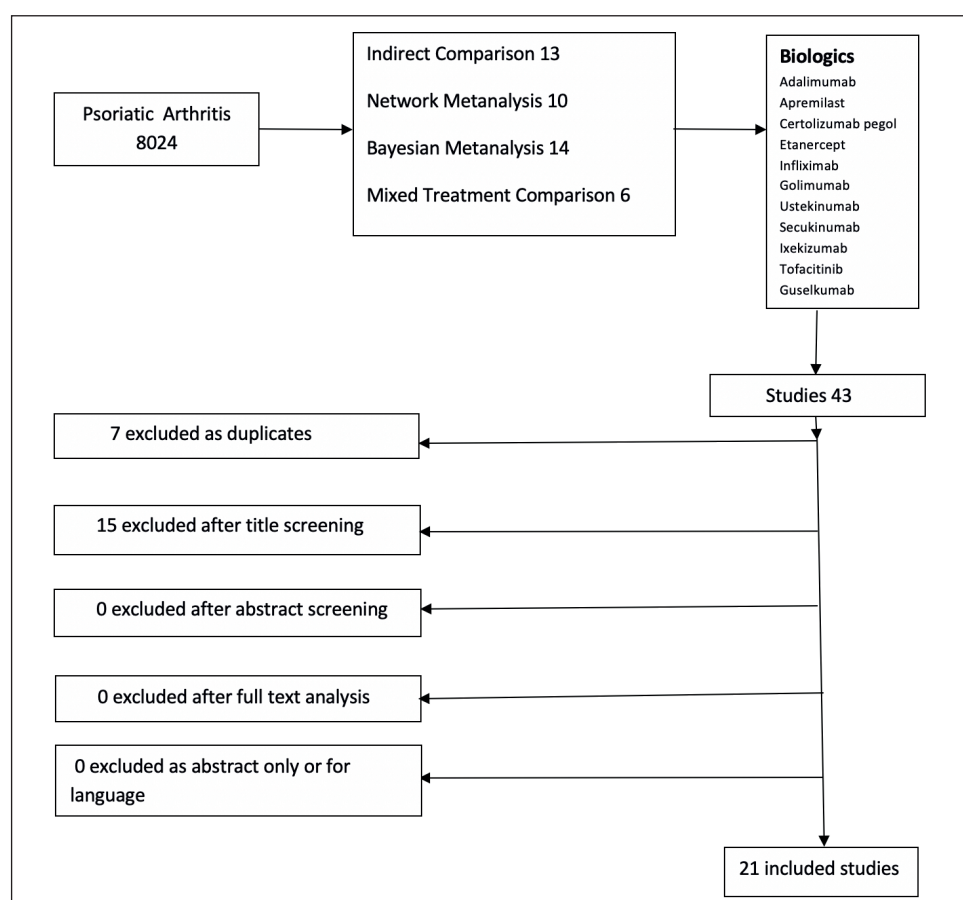 Psoriatic Arthritis
8024
Indirect Comparison 13
Network Metanalysis 10
Bayesian Metanalysis 14
Mixed Treatment Comparison 6
Biologics
Adalimumab
Apremilast
Certolizumab pegol
Etanercept
Infliximab
Golimumab
Ustekinumab
Secukinumab
Ixekizumab
Tofacitinib
Guselkumab
Studies 43
7 excluded as duplicates
15 excluded after title screening
0 excluded after abstract screening
0 excluded after full text analysis
0 excluded as abstract only or for
language
21 included studies